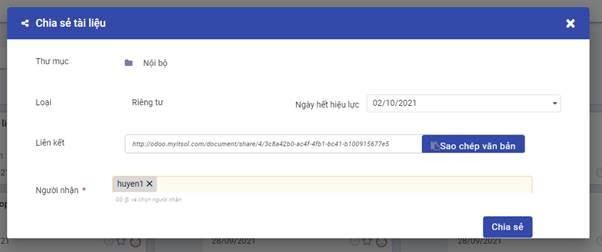 Chia sẻ tài liệu
Thư mục Nội bộ
Loại Riêng tư Ngày hết hiệu lực 02/10/2021
Liên kết http://odoo.myitsol.com/document/share/4/3c8a42b0-ac4f-4fb1-bc41-b100915677e5 Sao chép văn bản
Người nhận * huyen1
Gõ @ và chọn người nhận
Chia sẻ
28/09/2021 28/09/2021